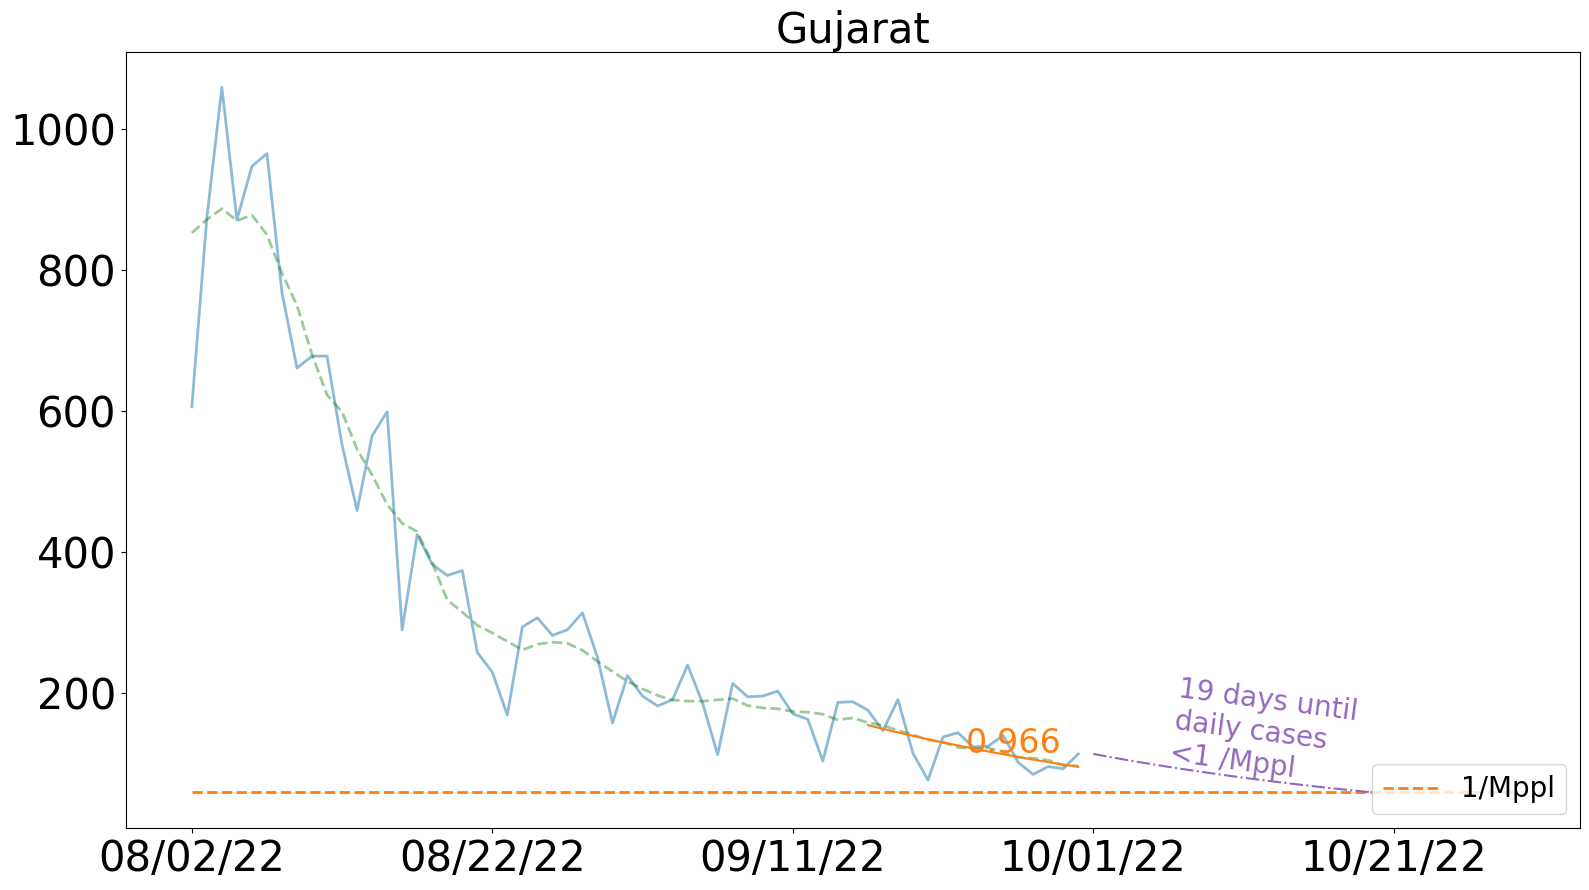 Gujarat
1000
800
600
400
200
0.966
19 days until
daily cases
<1 /Mppl
1/Mppl
08/02/22
08/22/22
09/11/22
10/01/22
10/21/22